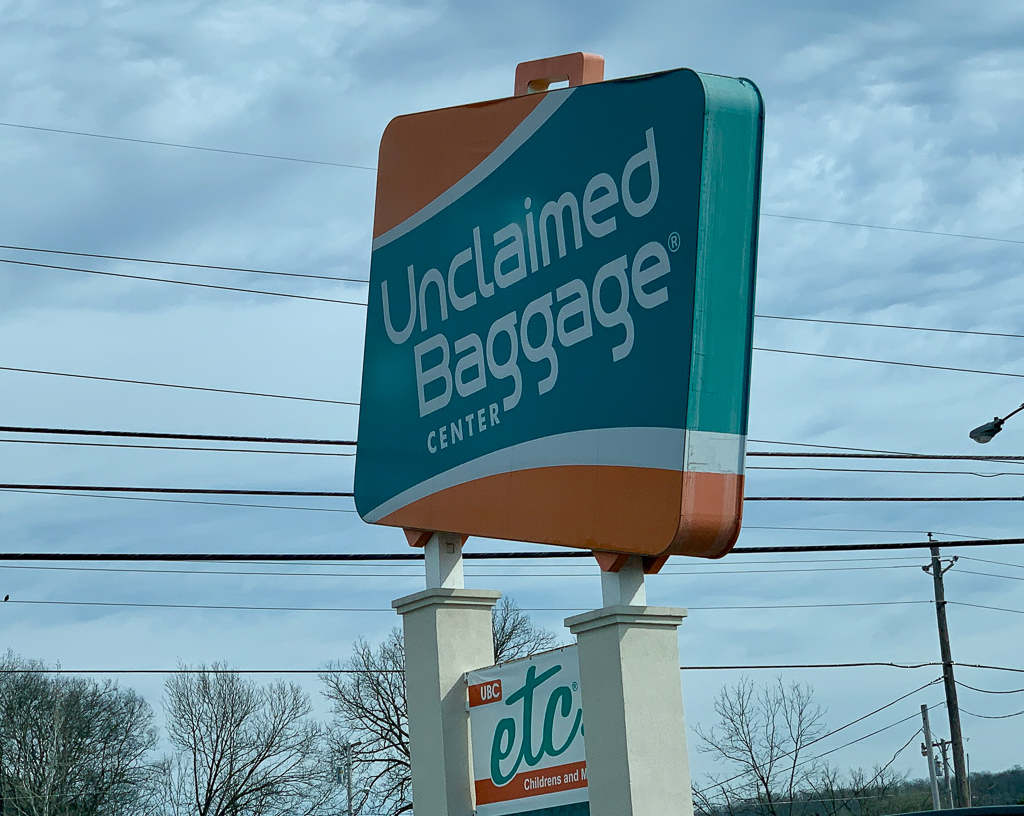 Unclaimed
Baggage®
CENTER
UBC
etc.®
Childrens and M